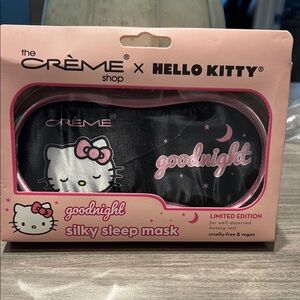 the
CRÈME
shop
× HELLO KITTY®
CRÈME
goodnight
goodnight
silky sleep mask
LIMITED EDITION
for well-deserved
beauty rest
cruelty-free & vegan